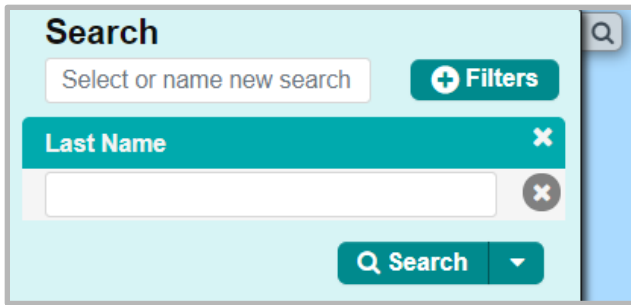 Search
Select or name new search
Filters
Last Name
Search